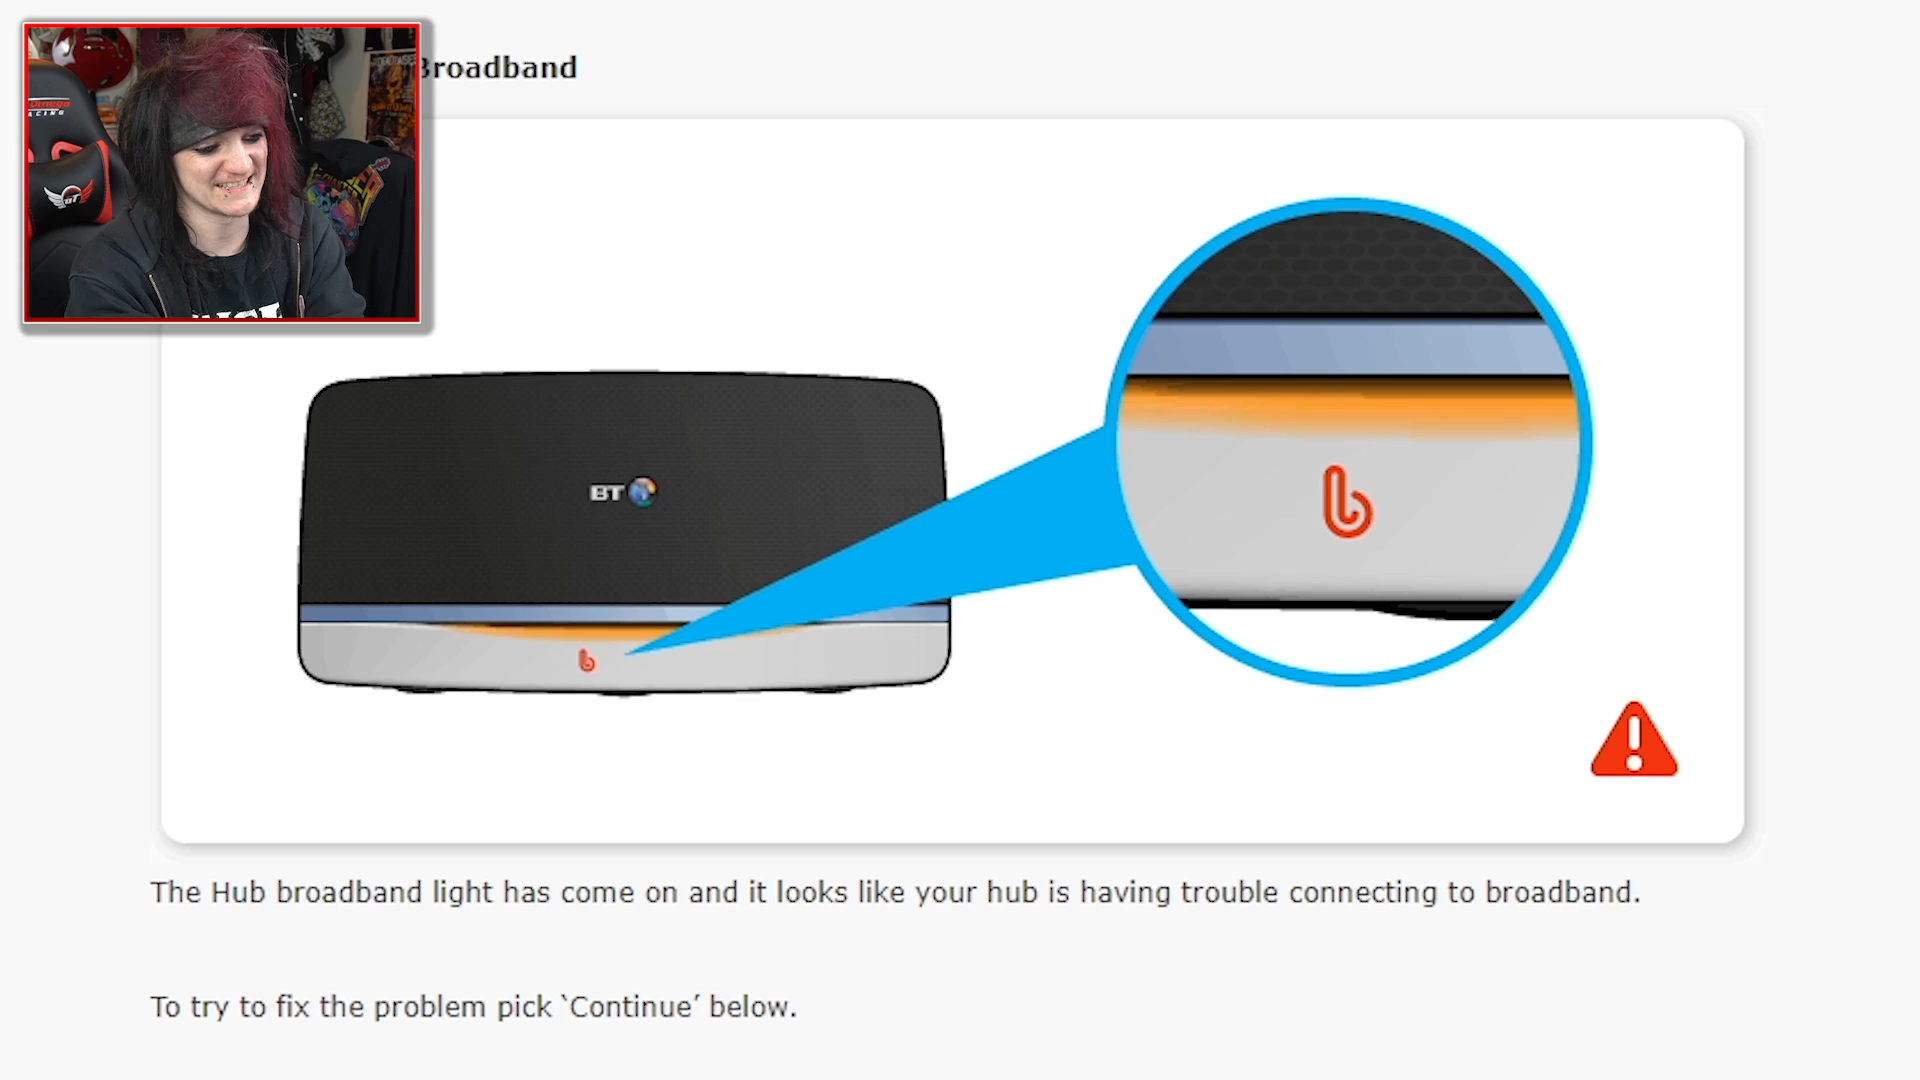 Broadband
BT
The Hub broadband light has come on and it looks like your hub is having trouble connecting to broadband.
To try to fix the problem pick ‘Continue’ below.